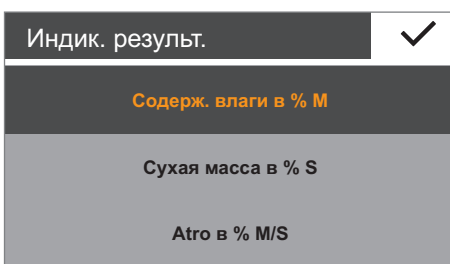 Индик. результ.
Содерж. влаги в % M
Сухая масса в % S
Atro в % M/S